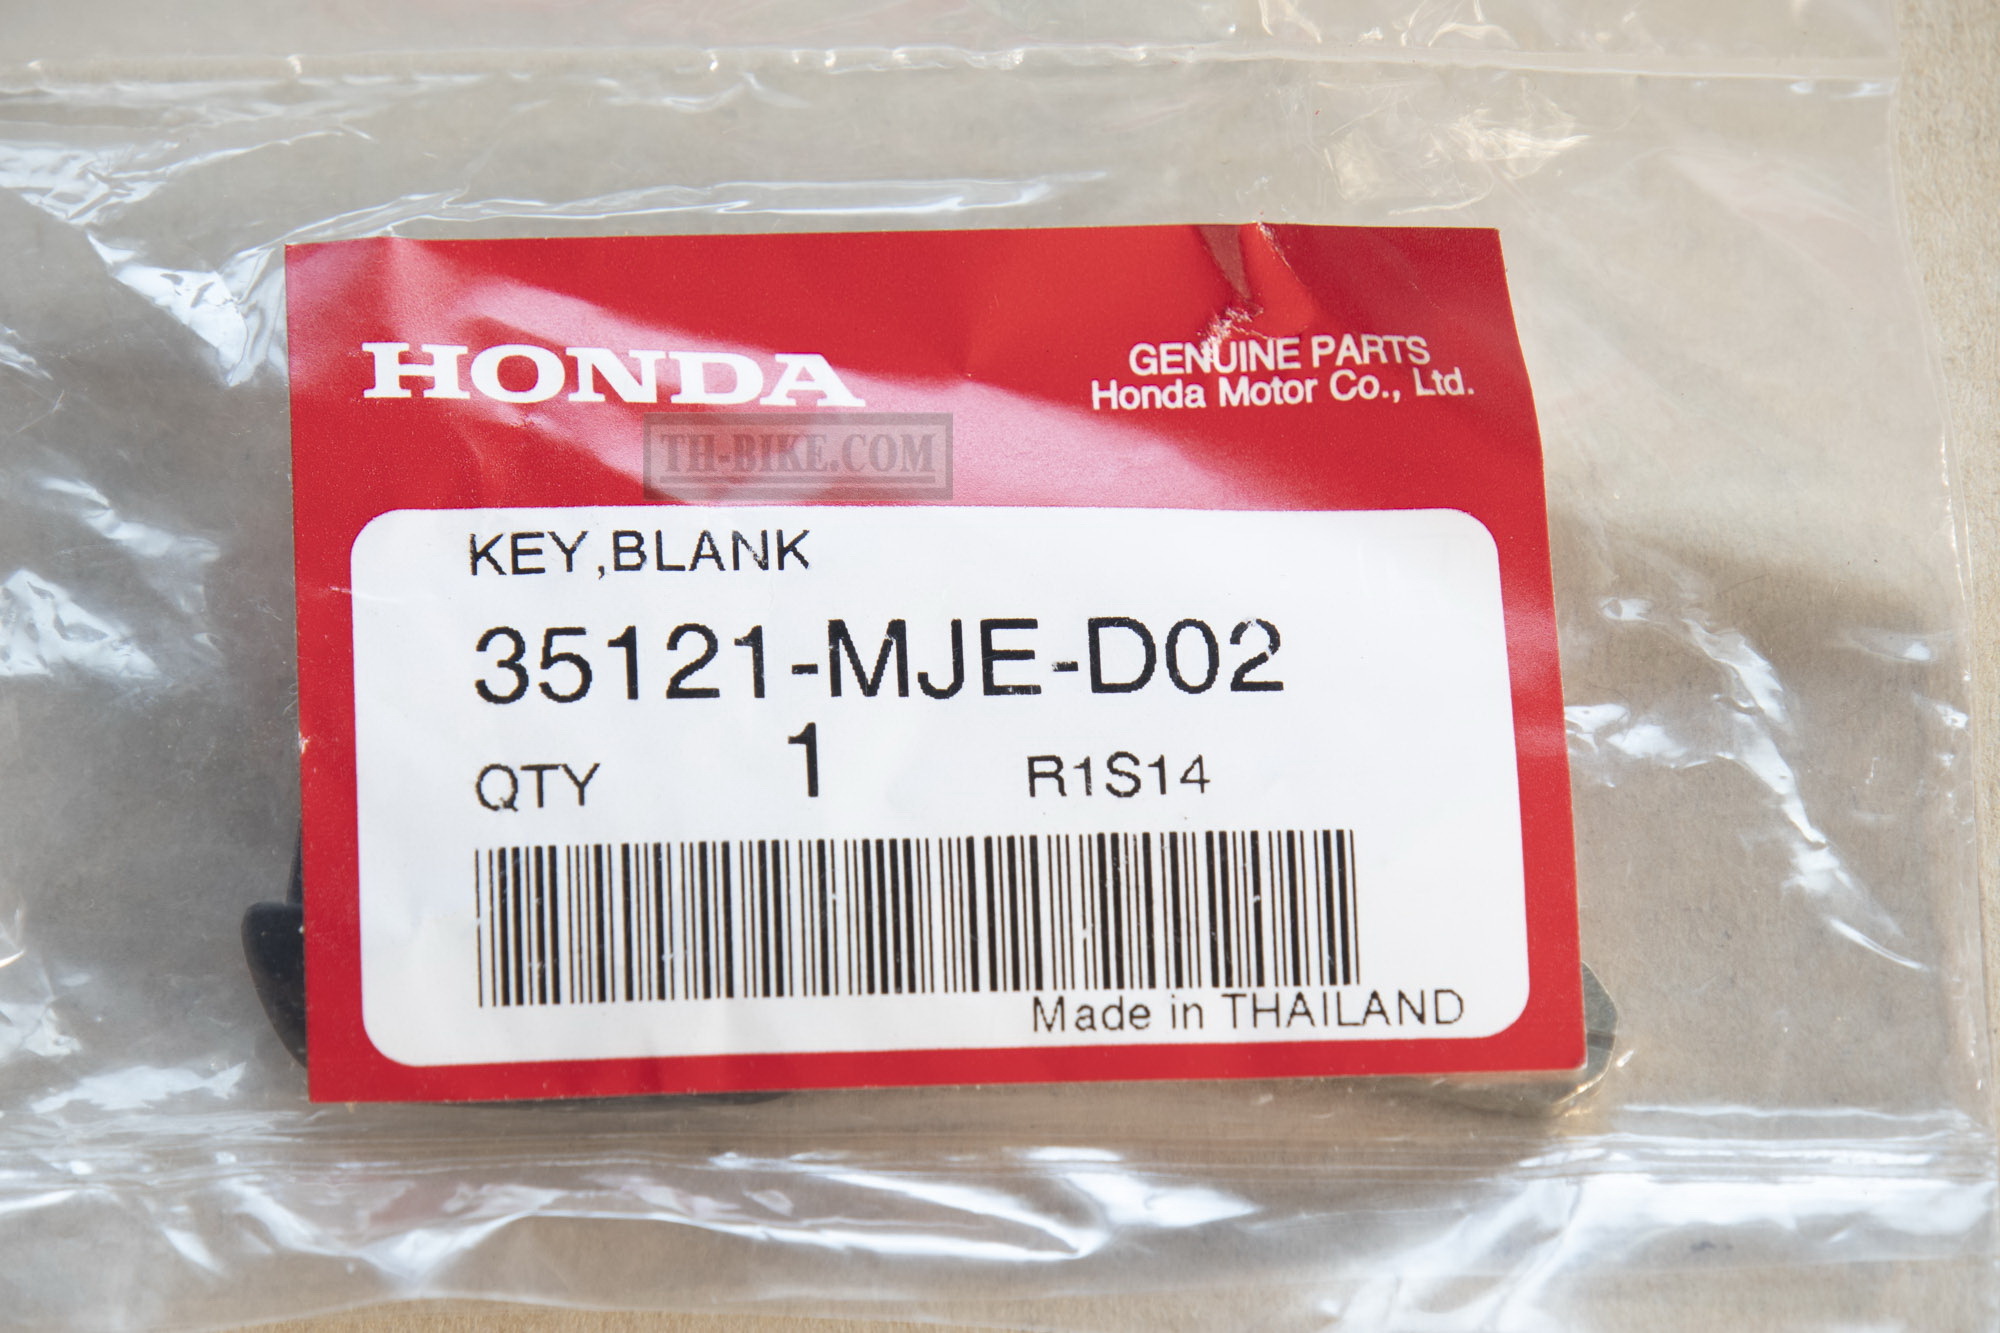 HONDA
GENUINE PARTS
Honda Motor Co., Ltd.
TH-BIKE.COM
KEY,BLANK
35121-MJE-D02
QTY 1 R1S14
Made in THAILAND